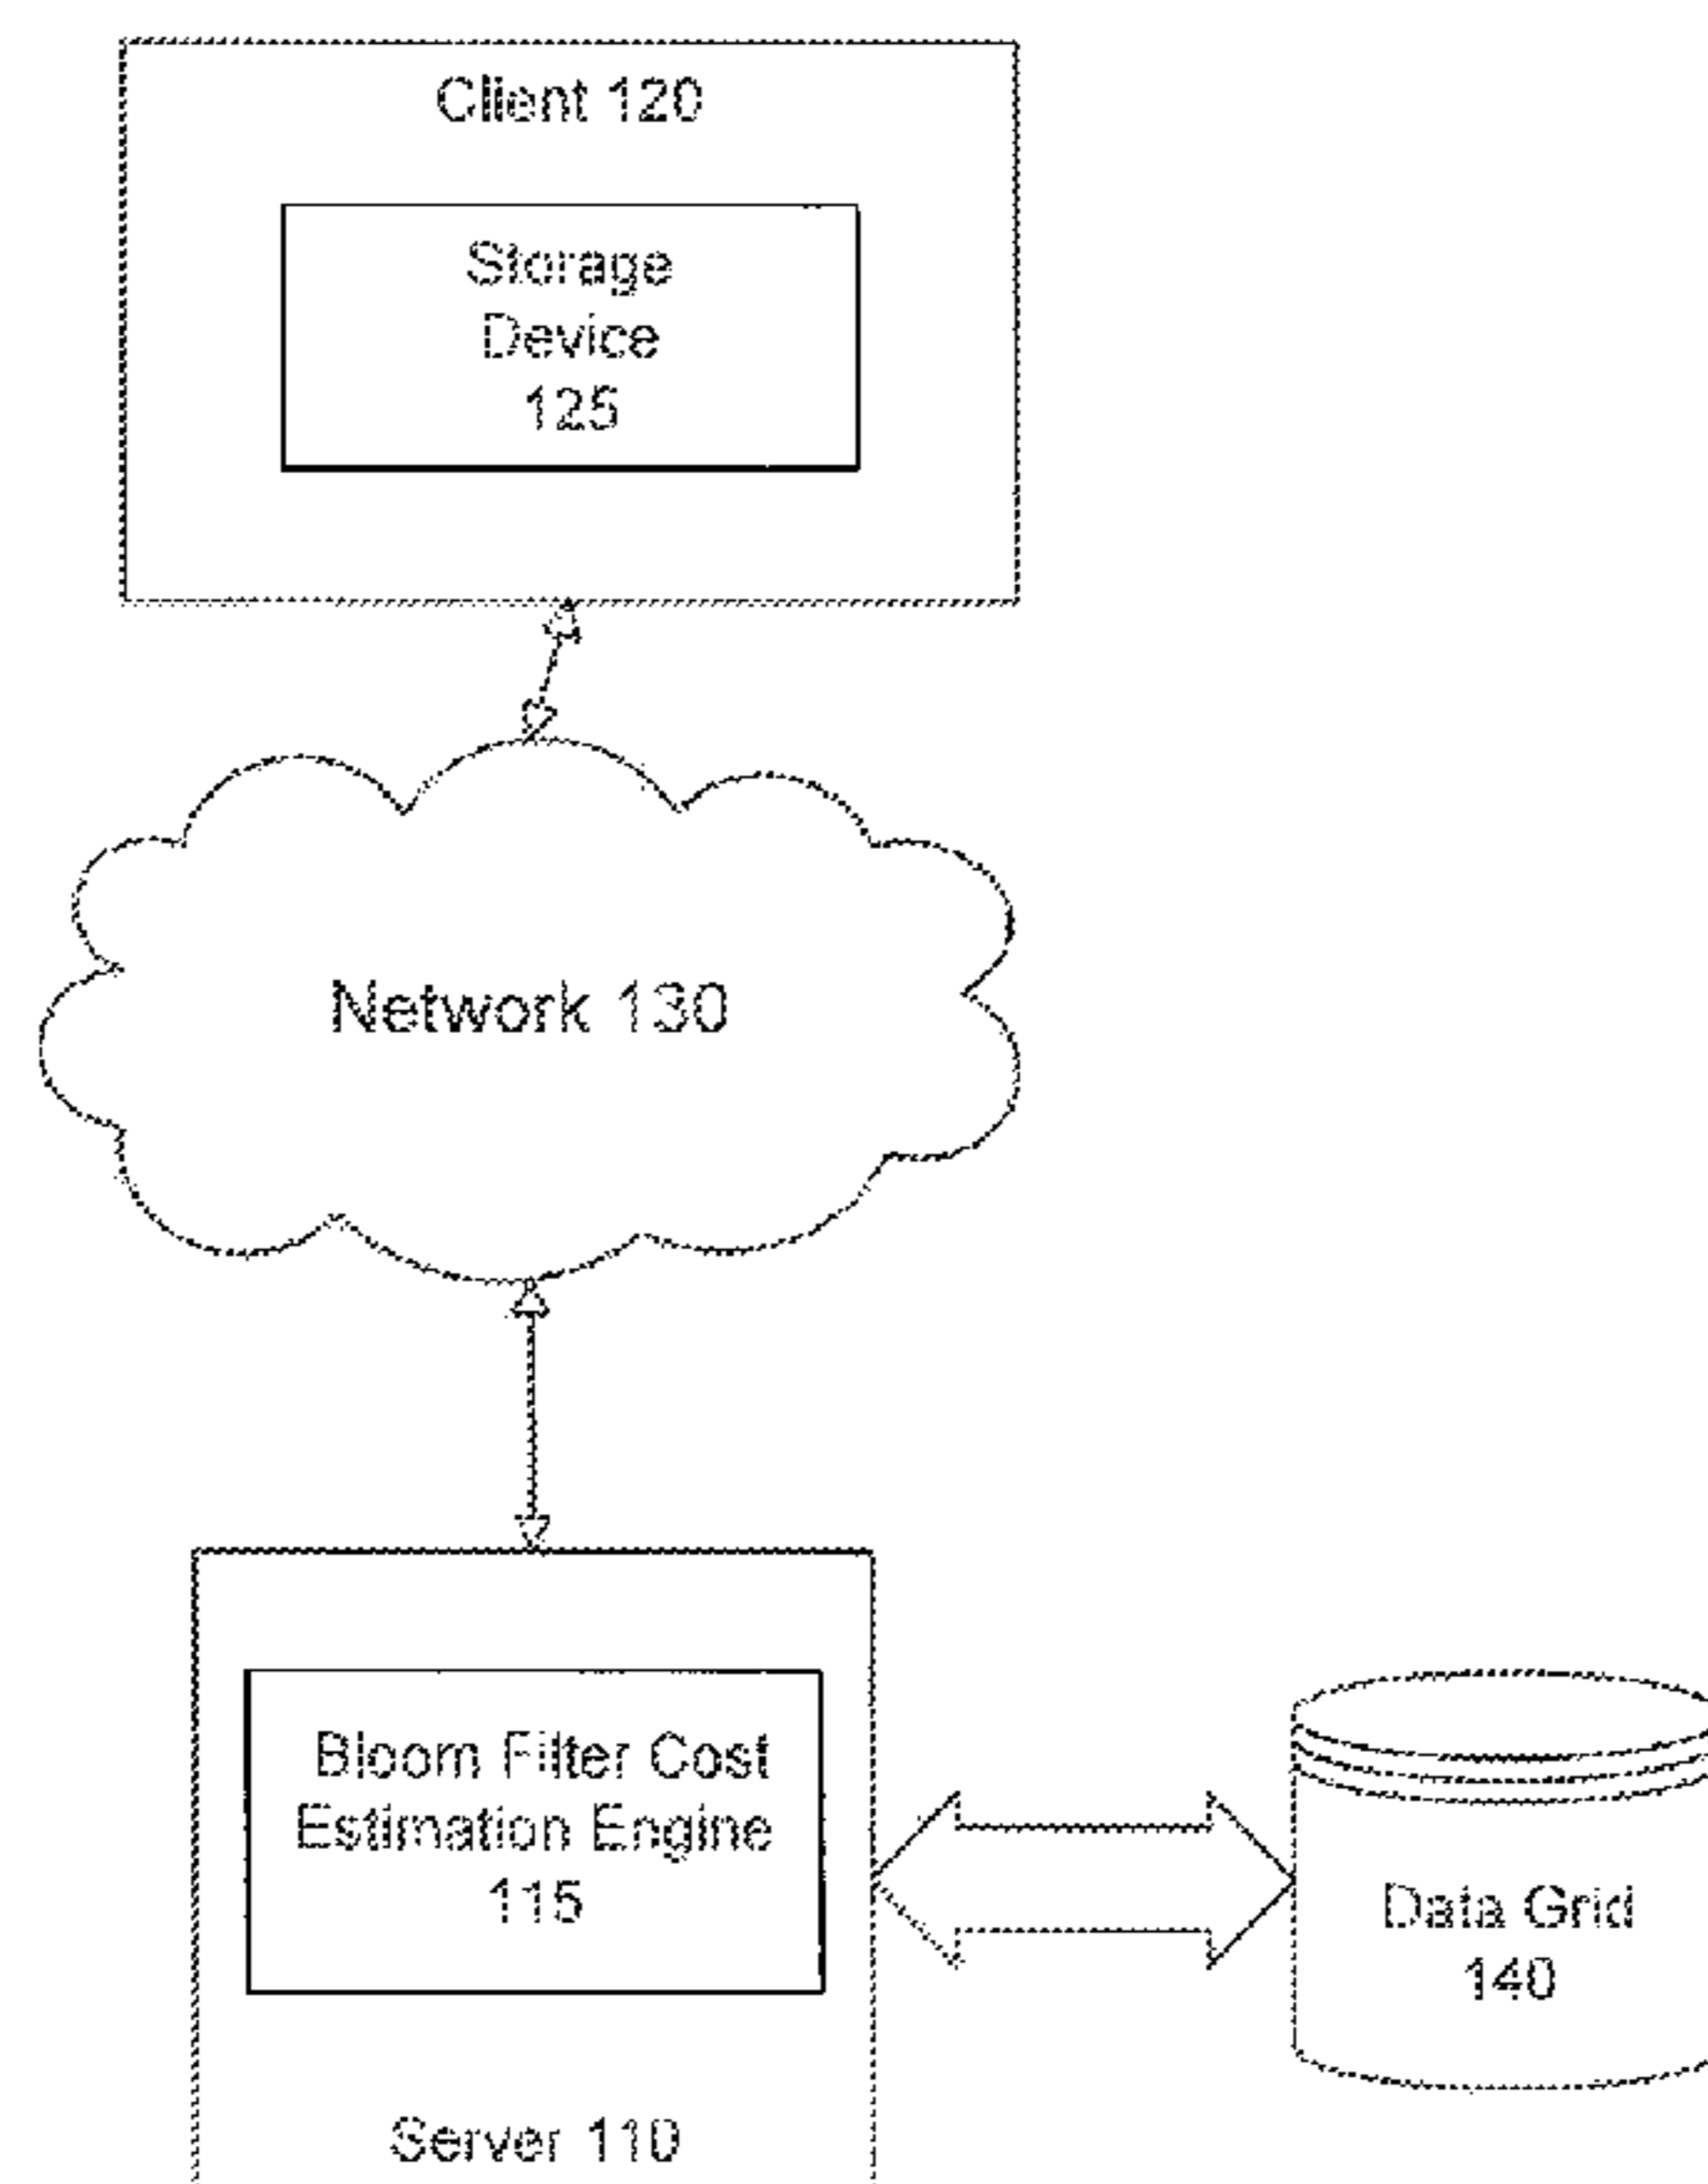 Client 120
Storage
Device
125
Network 130
Bloom Filter Cost
Estimation Engine
115
Data Grid
140
Server 110